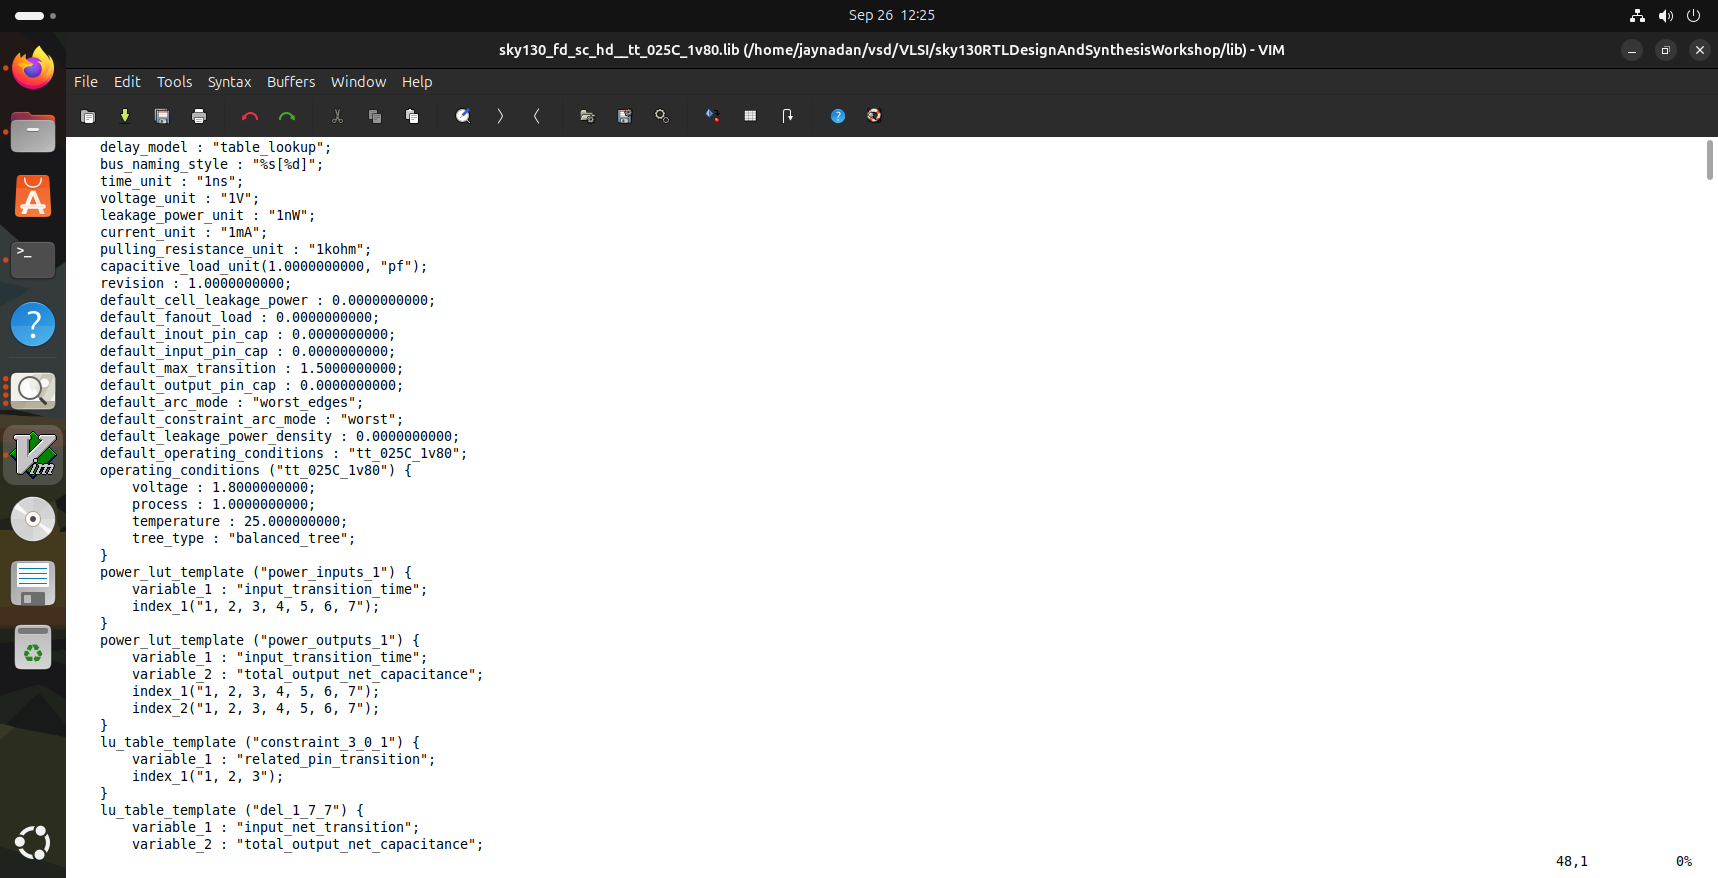 Sep 26 12:25
sky130_fd_sc_hd__tt_025C_1v80.lib (/home/jaynadan/vsd/VLSI/sky130RTLDesignAndSynthesisWorkshop/lib) - VIM
File Edit Tools Syntax Buffers Window Help
delay_model : "table_lookup";
bus_naming_style : "%s[%d]";
time_unit : "1ns";
voltage_unit : "1V";
leakage_power_unit : "1nW";
current_unit : "1mA";
pulling_resistance_unit : "1kohm";
capacitive_load_unit(1.0000000000, "pf");
revision : 1.0000000000;
default_cell_leakage_power : 0.0000000000;
default_fanout_load : 0.0000000000;
default_inout_pin_cap : 0.0000000000;
default_input_pin_cap : 0.0000000000;
default_max_transition : 1.5000000000;
default_output_pin_cap : 0.0000000000;
default_arc_mode : "worst_edges";
default_constraint_arc_mode : "worst";
default_leakage_power_density : 0.0000000000;
default_operating_conditions : "tt_025C_1v80";
operating_conditions ("tt_025C_1v80") {
    voltage : 1.8000000000;
    process : 1.0000000000;
    temperature : 25.000000000;
    tree_type : "balanced_tree";
}
power_lut_template ("power_inputs_1") {
    variable_1 : "input_transition_time";
    index_1("1, 2, 3, 4, 5, 6, 7");
}
power_lut_template ("power_outputs_1") {
    variable_1 : "input_transition_time";
    variable_2 : "total_output_net_capacitance";
    index_1("1, 2, 3, 4, 5, 6, 7");
    index_2("1, 2, 3, 4, 5, 6, 7");
}
lu_table_template ("constraint_3_0_1") {
    variable_1 : "related_pin_transition";
    index_1("1, 2, 3");
}
lu_table_template ("del_1_7_7") {
    variable_1 : "input_net_transition";
    variable_2 : "total_output_net_capacitance";
48,1 0%